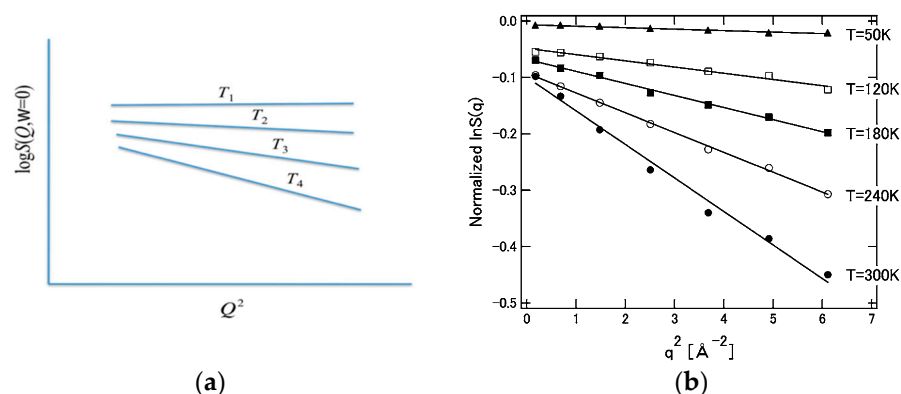 logS(Q,w=0)
T₁
T₂
T₃
T₄
Q²
(a)
Normalized lnS(q)
0.0
−0.1
−0.2
−0.3
−0.4
−0.5
T=50K
T=120K
T=180K
T=240K
T=300K
0 1 2 3 4 5 6 7
q² [Å⁻²]
(b)